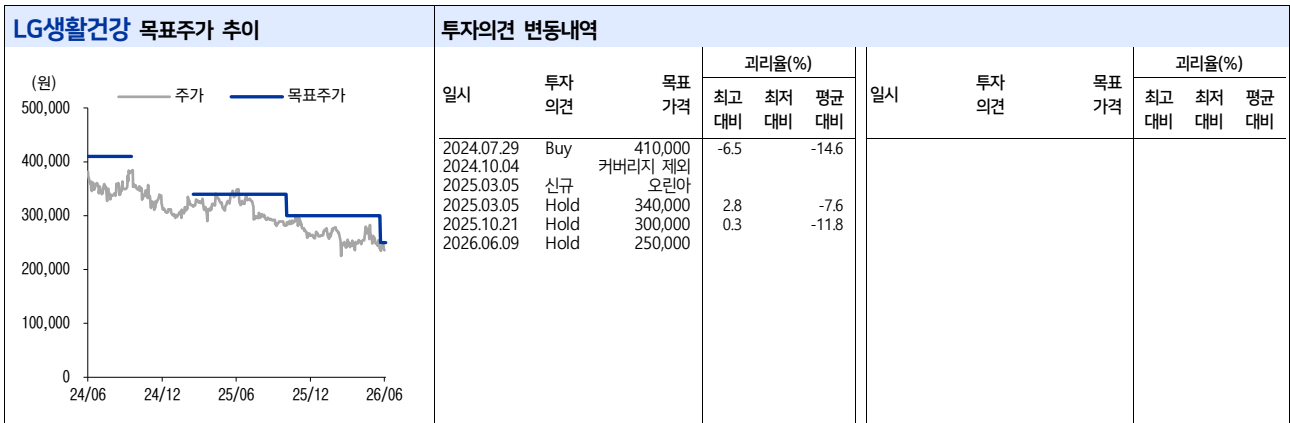 LG생활건강 목표주가 추이
(원)
주가 목표주가
500,000
400,000
300,000
200,000
100,000
0
24/06 24/12 25/06 25/12 26/06
투자의견 변동내역
일시 투자의견 목표가격 괴리율(%)
최고대비 최저대비 평균대비
2024.07.29 Buy 410,000 -6.5 -14.6
2024.10.04 커버리지 제외
2025.03.05 신규 오린아
2025.03.05 Hold 340,000 2.8 -7.6
2025.10.21 Hold 300,000 0.3 -11.8
2026.06.09 Hold 250,000
일시 투자의견 목표가격 괴리율(%)
최고대비 최저대비 평균대비